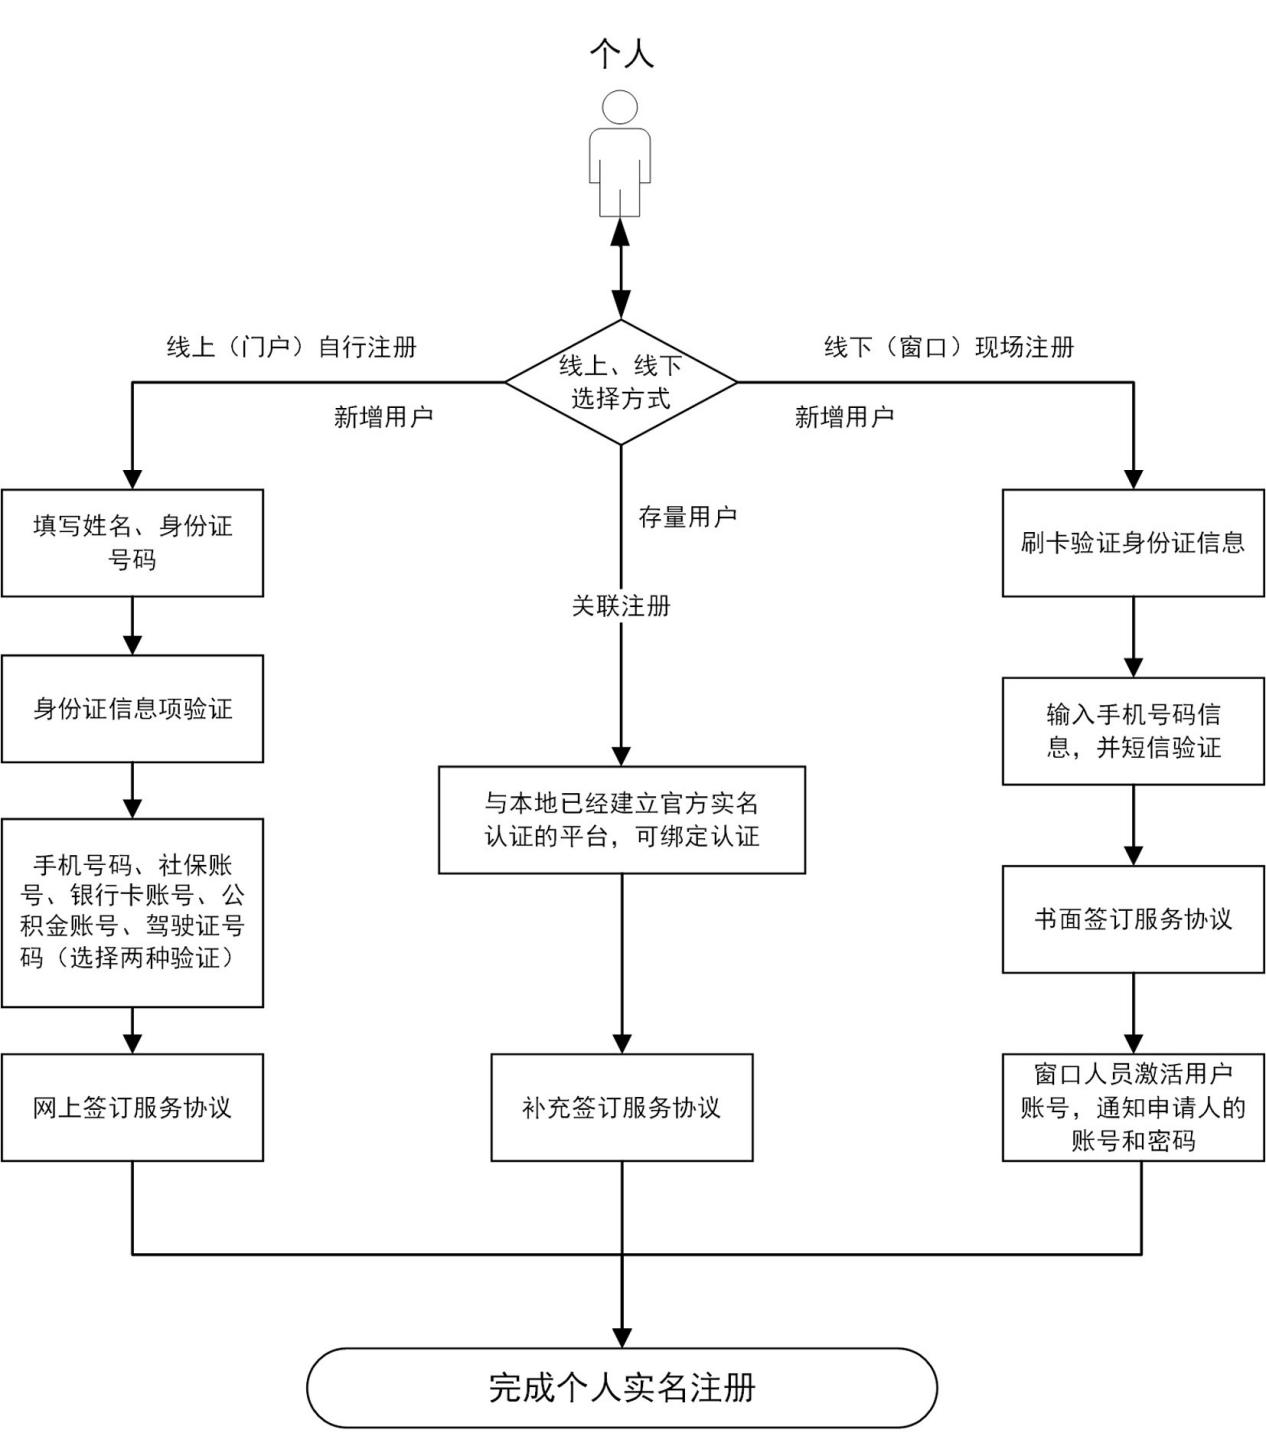 个人
线上（门户）自行注册
线下（窗口）现场注册
线上、线下
选择方式
新增用户
新增用户
存量用户
关联注册
填写姓名、身份证
号码
身份证信息项验证
手机号码、社保账
号、银行卡账号、公
积金账号、驾驶证号
码（选择两种验证）
网上签订服务协议
与本地已经建立官方实名
认证的平台，可绑定认证
补充签订服务协议
刷卡验证身份证信息
输入手机号码信
息，并短信验证
书面签订服务协议
窗口人员激活用户
账号，通知申请人的
账号和密码
完成个人实名注册